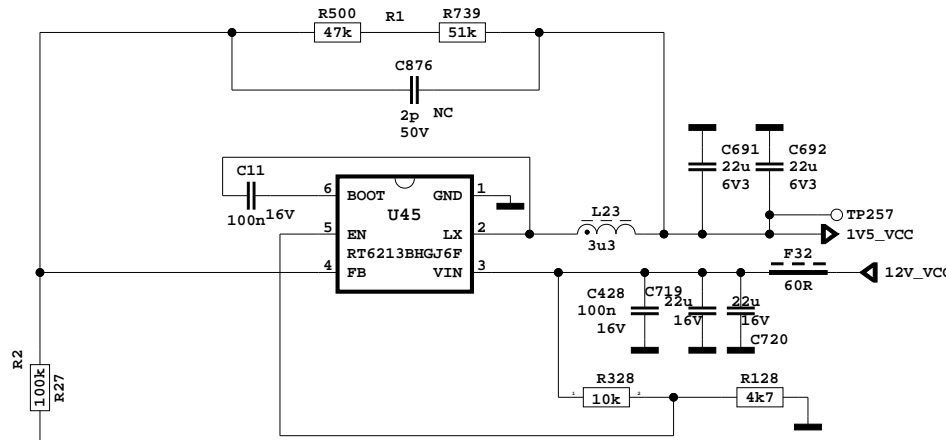 R500 R1 R739
47k 51k
C876
2p NC
50V
C11
100n 16V
6 BOOT GND 1
U45
5 EN LX 2
RT6213BHGJ6F
4 FB VIN 3
L23
3u3
C691 C692
22u 22u
6V3 6V3
TP257
1V5_VCC
F32
12V_VCC
60R
C428 C719
100n 22u 22u
16V 16V 16V
C720
R2
100k
R27
R328 R128
1 10k 2 4k7